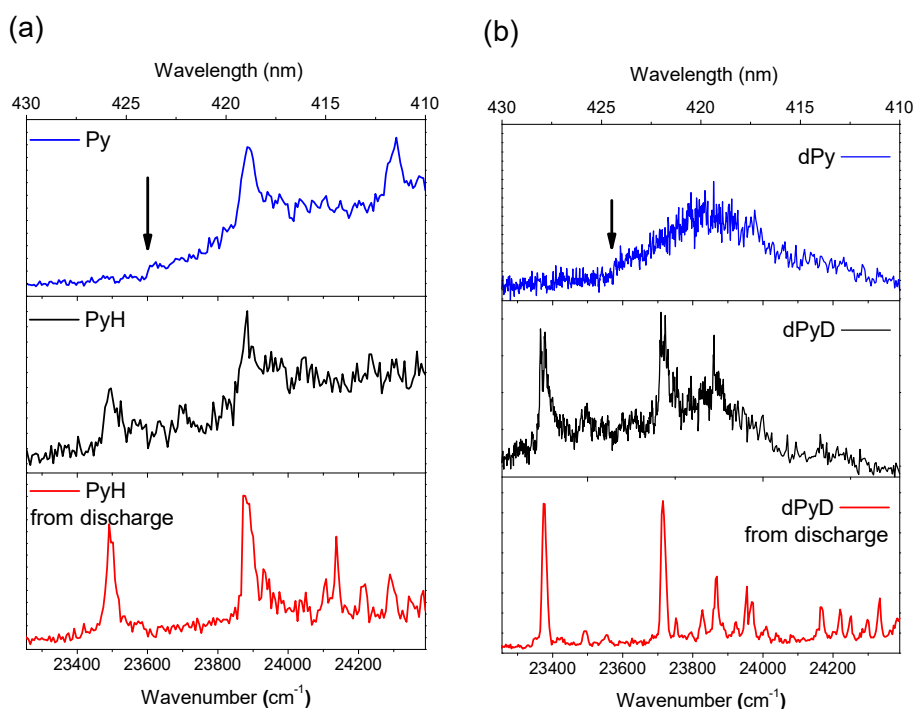 (a)
Wavelength (nm)
430 425 420 415 410
Py
PyH
PyH
from discharge
23400 23600 23800 24000 24200
Wavenumber (cm⁻¹)
(b)
Wavelength (nm)
430 425 420 415 410
dPy
dPyD
dPyD
from discharge
23400 23600 23800 24000 24200
Wavenumber (cm⁻¹)